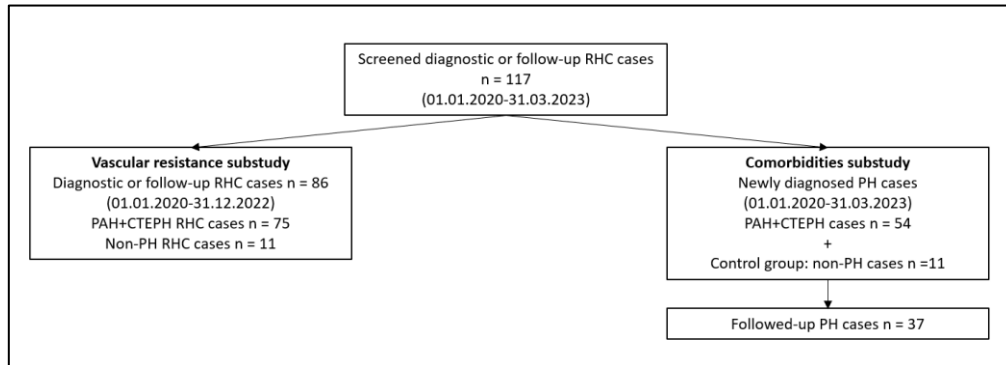 Screened diagnostic or follow-up RHC cases
n = 117
(01.01.2020-31.03.2023)
Vascular resistance substudy
Diagnostic or follow-up RHC cases n = 86
(01.01.2020-31.12.2022)
PAH+CTEPH RHC cases n = 75
Non-PH RHC cases n = 11
Comorbidities substudy
Newly diagnosed PH cases
(01.01.2020-31.03.2023)
PAH+CTEPH cases n = 54
+
Control group: non-PH cases n =11
Followed-up PH cases n = 37